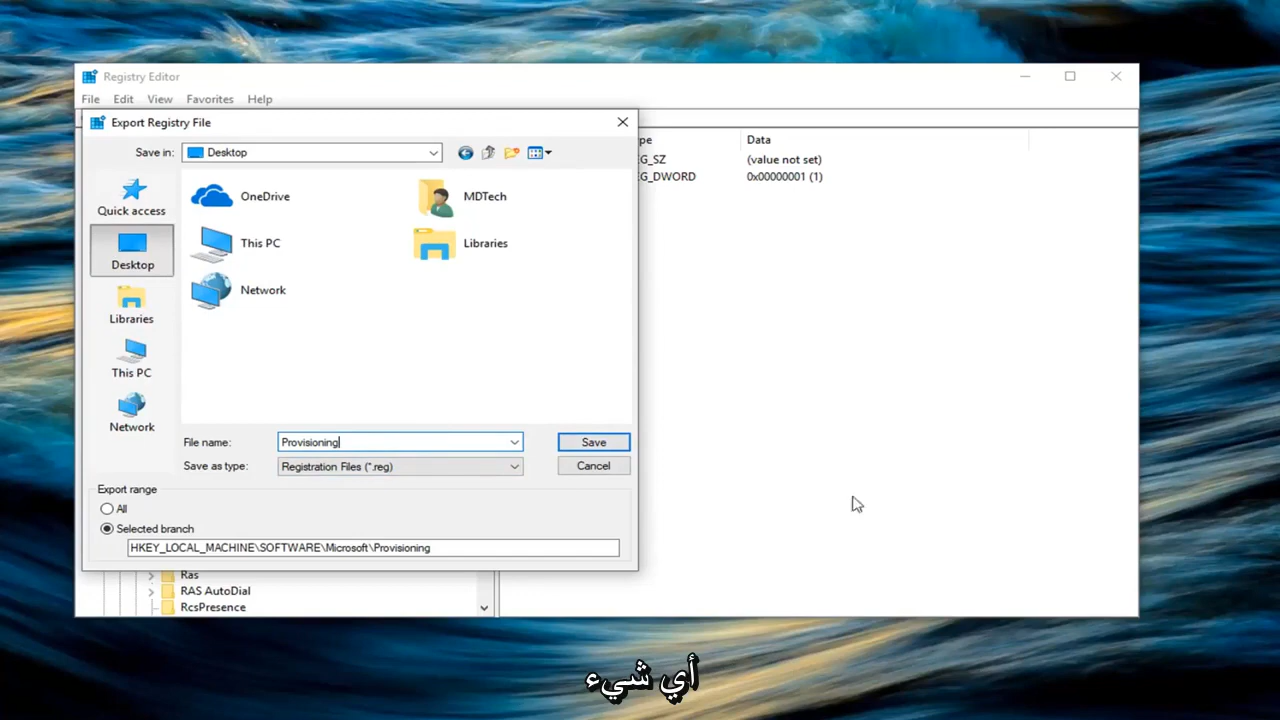 Registry Editor
File Edit View Favorites Help
Export Registry File
Save in: Desktop
Data
(value not set)
0x00000001 (1)
Quick access
Desktop
Libraries
This PC
Network
OneDrive
MDTech
This PC
Libraries
Network
File name: Provisioning
Save
Save as type: Registration Files (*.reg)
Cancel
Export range
All
Selected branch
HKEY_LOCAL_MACHINE\SOFTWARE\Microsoft\Provisioning
Ras
RAS AutoDial
RcsPresence
أي شيء